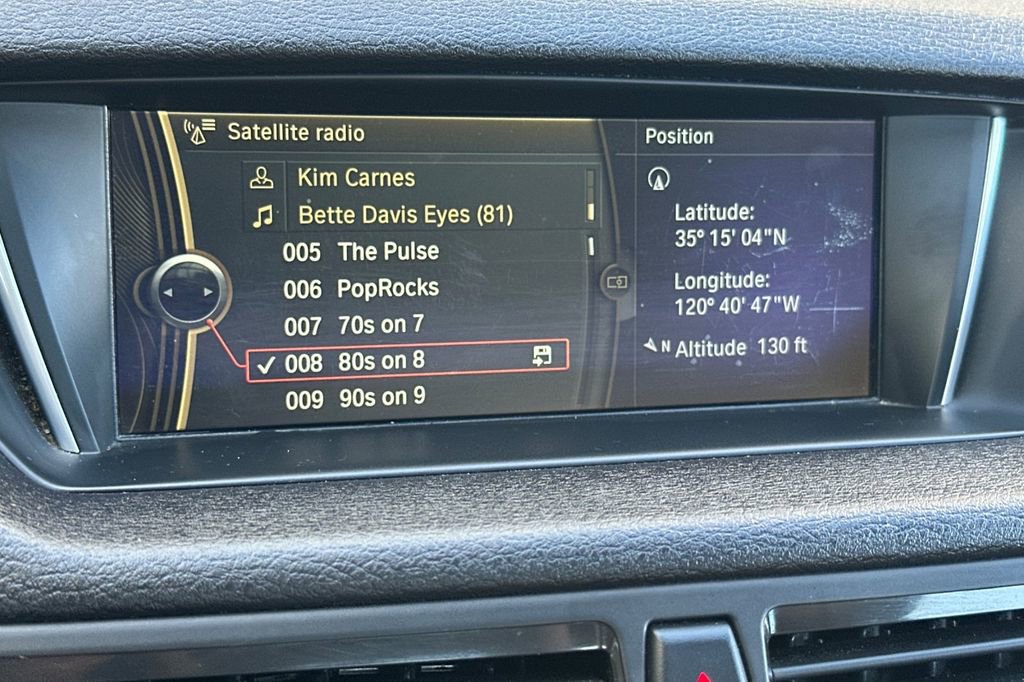 Satellite radio
Kim Carnes
Bette Davis Eyes (81)
005 The Pulse
006 PopRocks
007 70s on 7
008 80s on 8
009 90s on 9
Position
Latitude:
35° 15' 04"N
Longitude:
120° 40' 47"W
N Altitude 130 ft